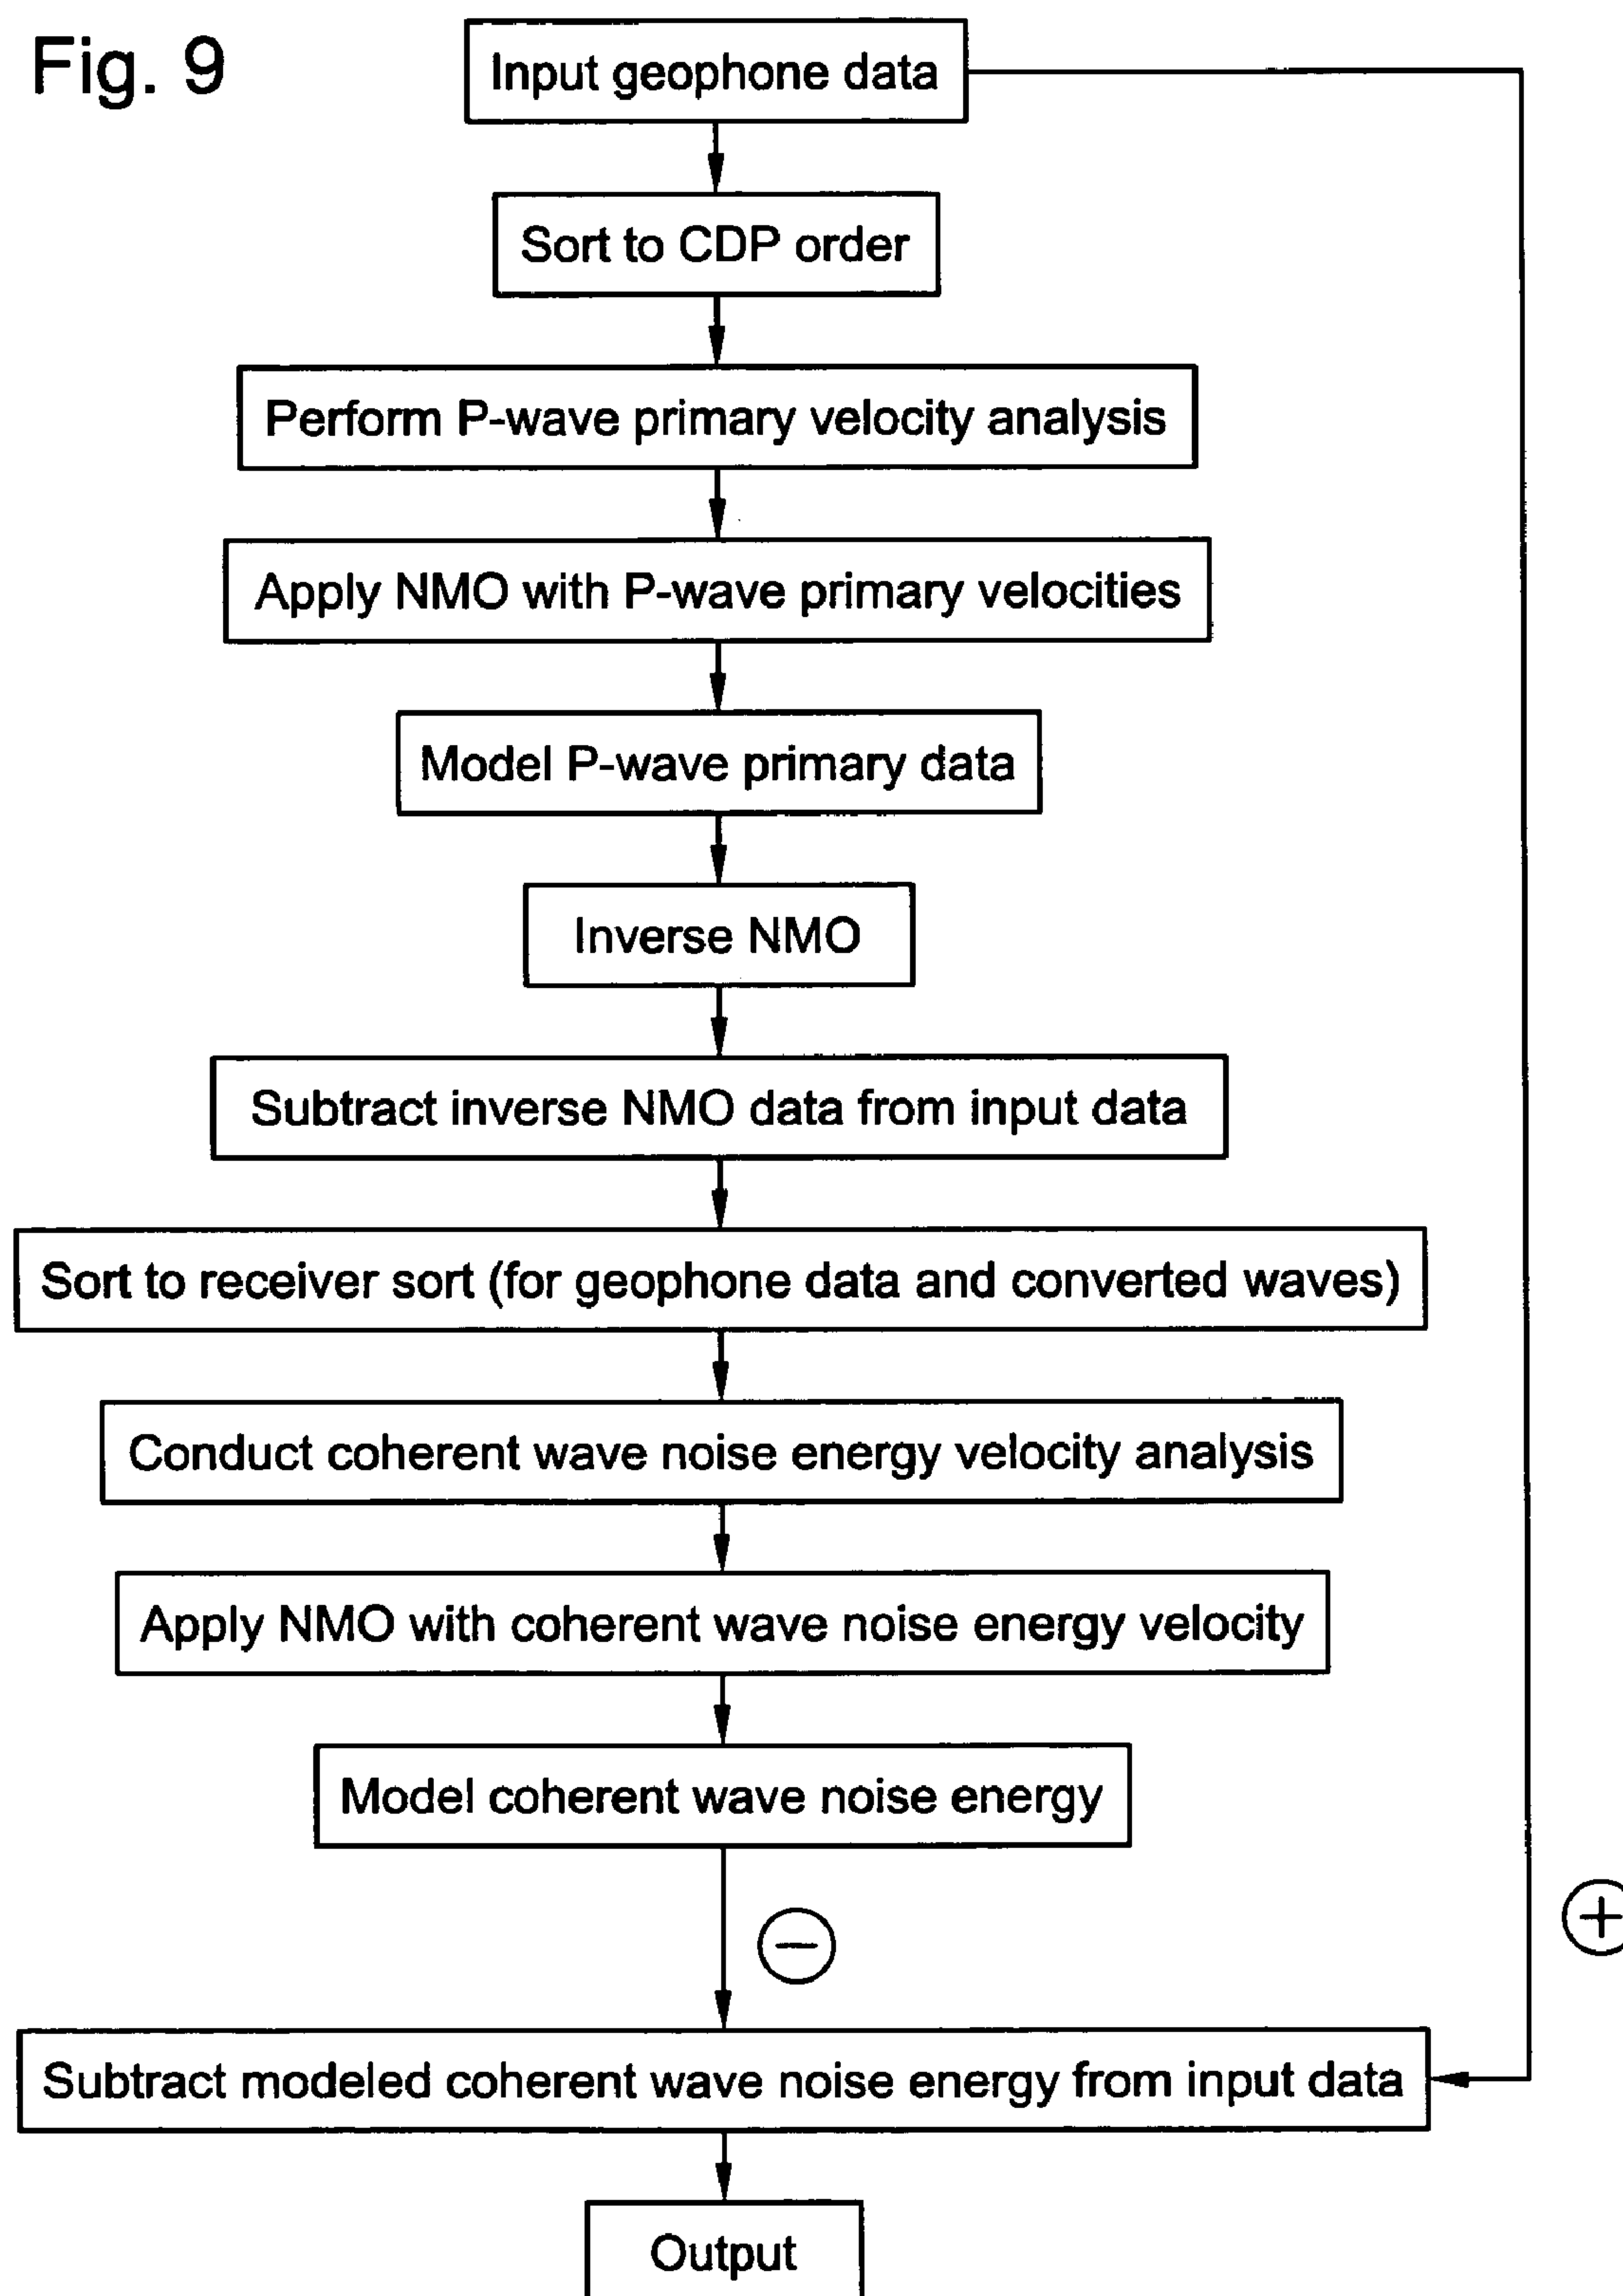 Fig. 9
Input geophone data
Sort to CDP order
Perform P-wave primary velocity analysis
Apply NMO with P-wave primary velocities
Model P-wave primary data
Inverse NMO
Subtract inverse NMO data from input data
Sort to receiver sort (for geophone data and converted waves)
Conduct coherent wave noise energy velocity analysis
Apply NMO with coherent wave noise energy velocity
Model coherent wave noise energy
−
+
Subtract modeled coherent wave noise energy from input data
Output